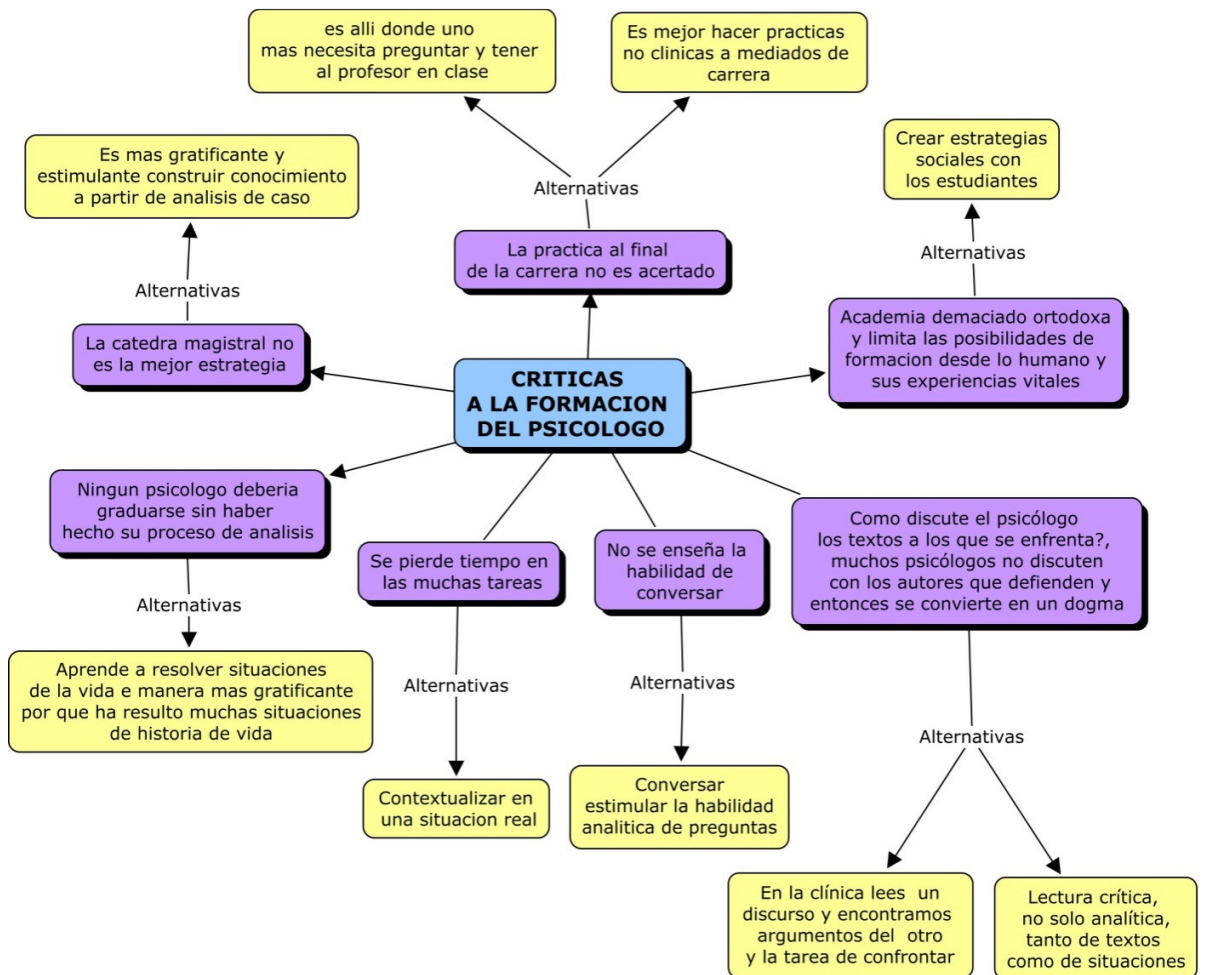 es alli donde uno
mas necesita preguntar y tener
al profesor en clase
Es mejor hacer practicas
no clinicas a mediados de
carrera
Es mas gratificante y
estimulante construir conocimiento
a partir de analisis de caso
Crear estrategias
sociales con
los estudiantes
Alternativas
Alternativas
Alternativas
La practica al final
de la carrera no es acertado
La catedra magistral no
es la mejor estrategia
Academia demaciado ortodoxa
y limita las posibilidades de
formacion desde lo humano y
sus experiencias vitales
CRITICAS
A LA FORMACION
DEL PSICOLOGO
Ningun psicologo deberia
graduarse sin haber
hecho su proceso de analisis
Se pierde tiempo en
las muchas tareas
No se enseña la
habilidad de
conversar
Como discute el psicólogo
los textos a los que se enfrenta?,
muchos psicólogos no discuten
con los autores que defienden y
entonces se convierte en un dogma
Alternativas
Alternativas
Alternativas
Alternativas
Aprende a resolver situaciones
de la vida e manera mas gratificante
por que ha resulto muchas situaciones
de historia de vida
Contextualizar en
una situacion real
Conversar
estimular la habilidad
analitica de preguntas
En la clínica lees un
discurso y encontramos
argumentos del otro
y la tarea de confrontar
Lectura crítica,
no solo analítica,
tanto de textos
como de situaciones